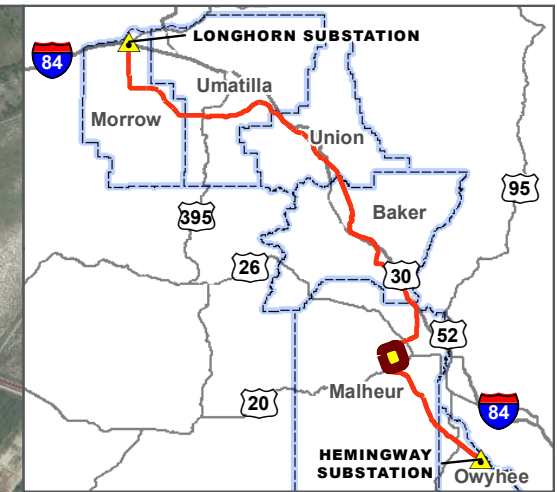 LONGHORN SUBSTATION
84
Umatilla
Morrow
Union
95
Baker
395
26
30
52
Malheur
20
84
HEMINGWAY
SUBSTATION
Owyhee